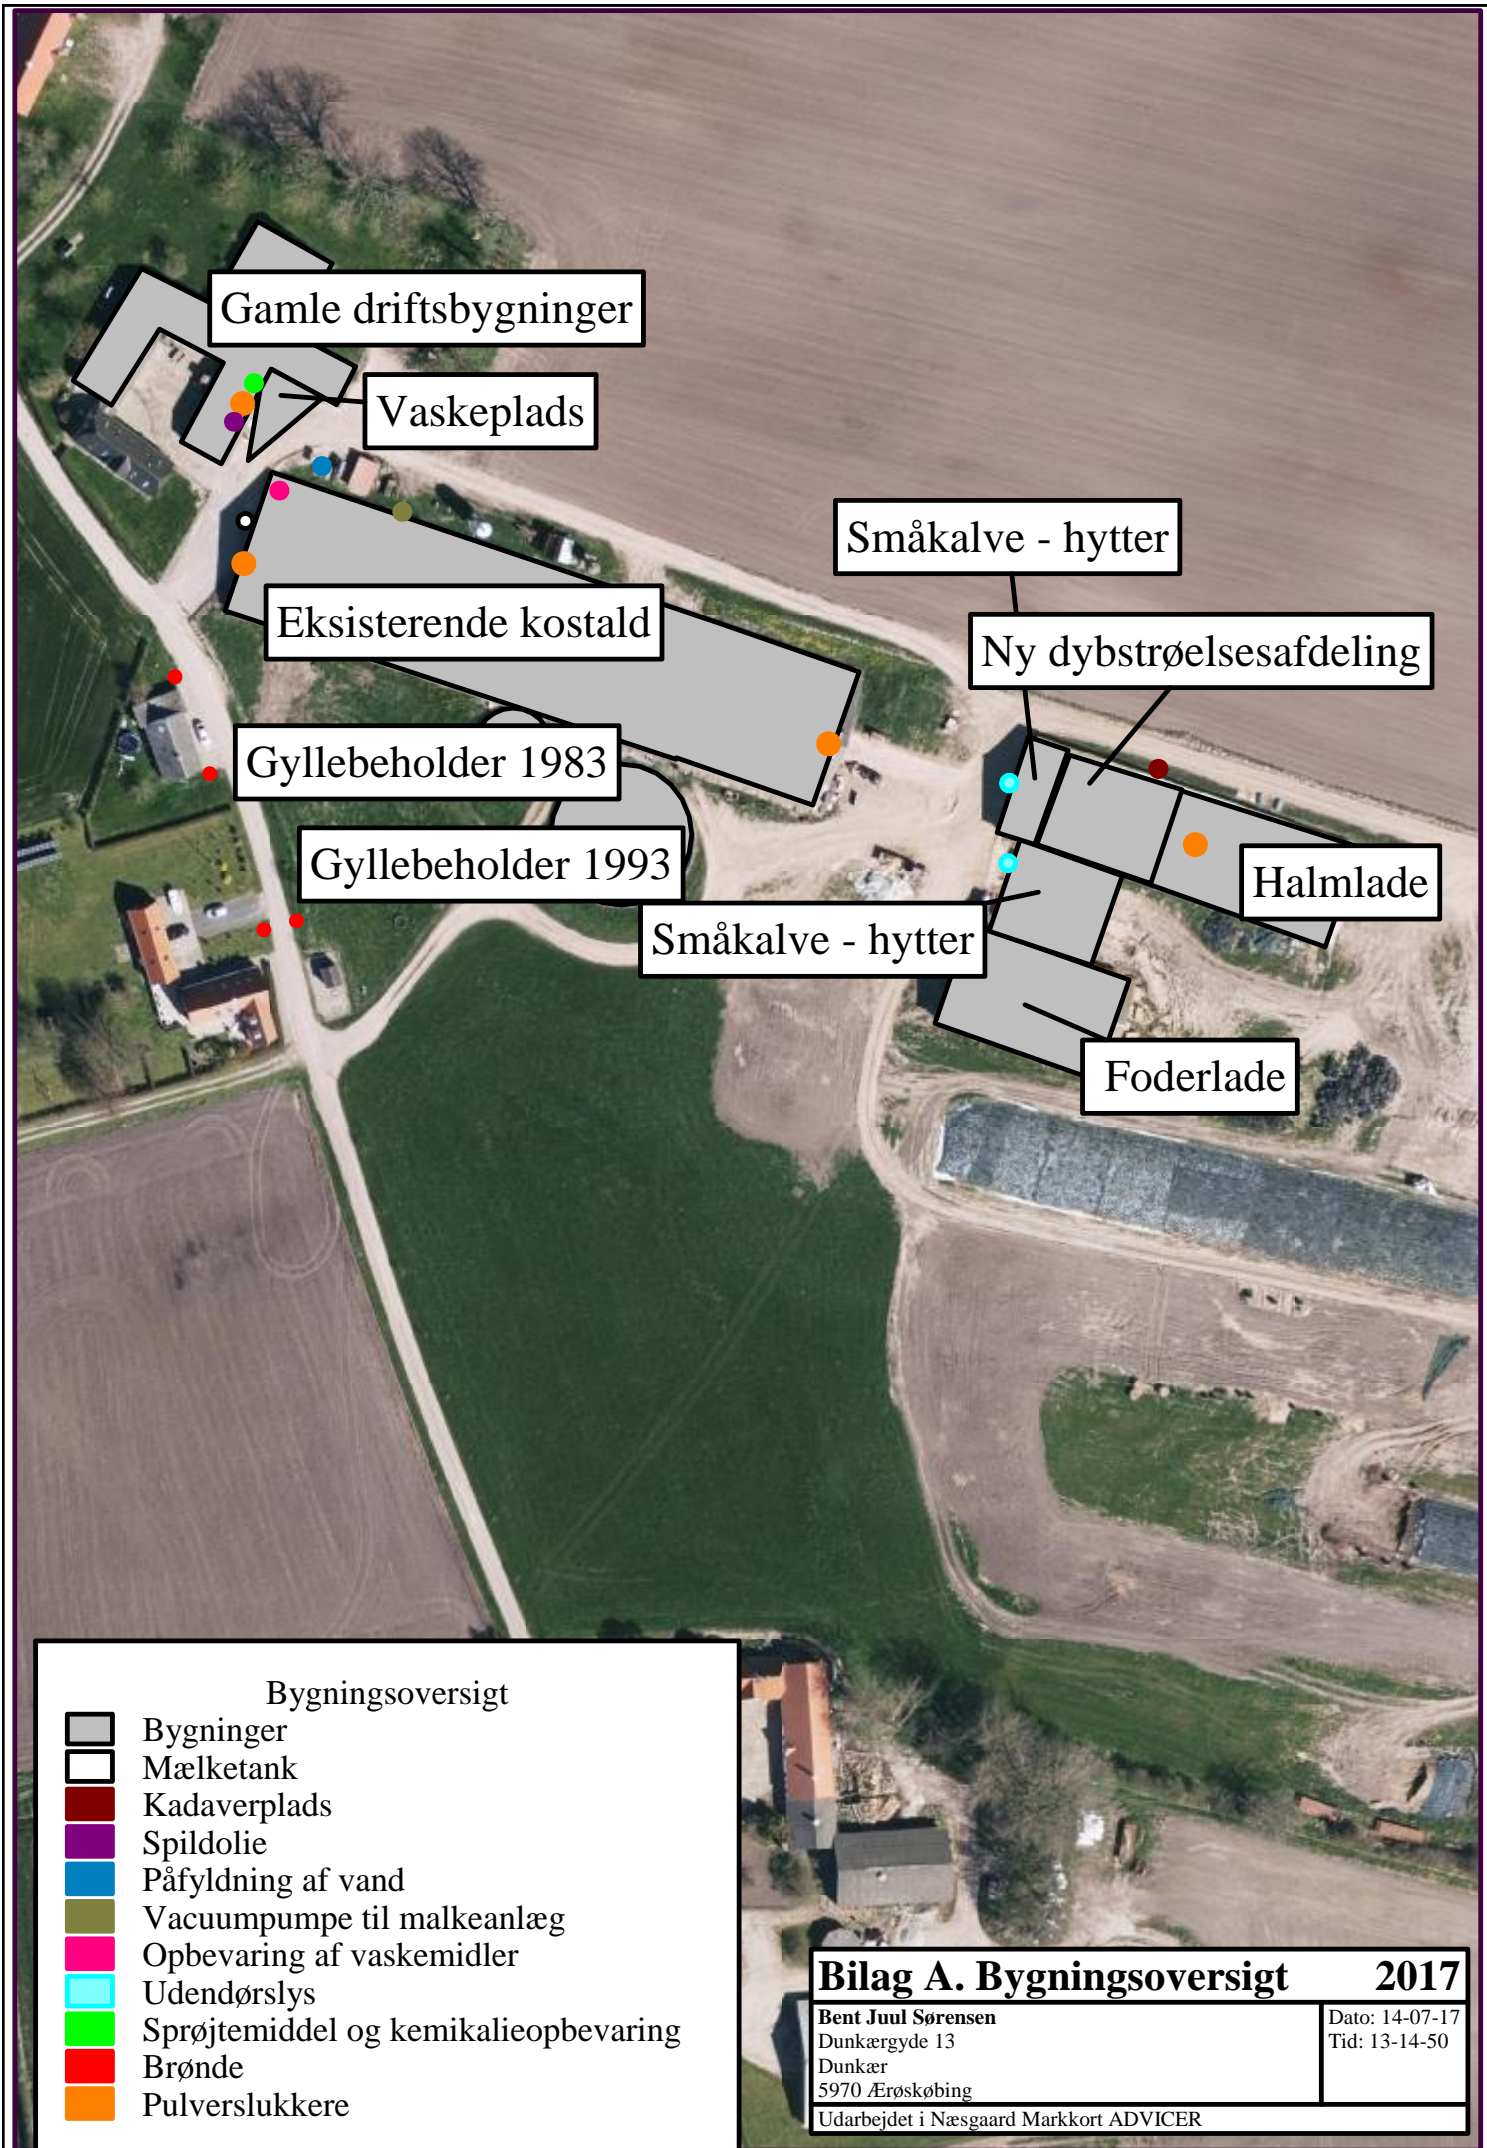 Gamle driftsbygninger
Vaskeplads
Småkalve - hytter
Eksisterende kostald
Ny dybstrøelsesafdeling
Gyllebeholder 1983
Gyllebeholder 1993
Halmlade
Småkalve - hytter
Foderlade
Bygningsoversigt
Bygninger
Mælketank
Kadaverplads
Spildolie
Påfyldning af vand
Vacuumpumpe til malkeanlæg
Opbevaring af vaskemidler
Udendørslys
Sprøjtemiddel og kemikalieopbevaring
Brønde
Pulverslukkere
Bilag A. Bygningsoversigt 2017
Bent Juul Sørensen
Dunkærgyde 13
Dunkær
5970 Ærøskøbing
Dato: 14-07-17
Tid: 13-14-50
Udarbejdet i Næsgaard Markkort ADVICER